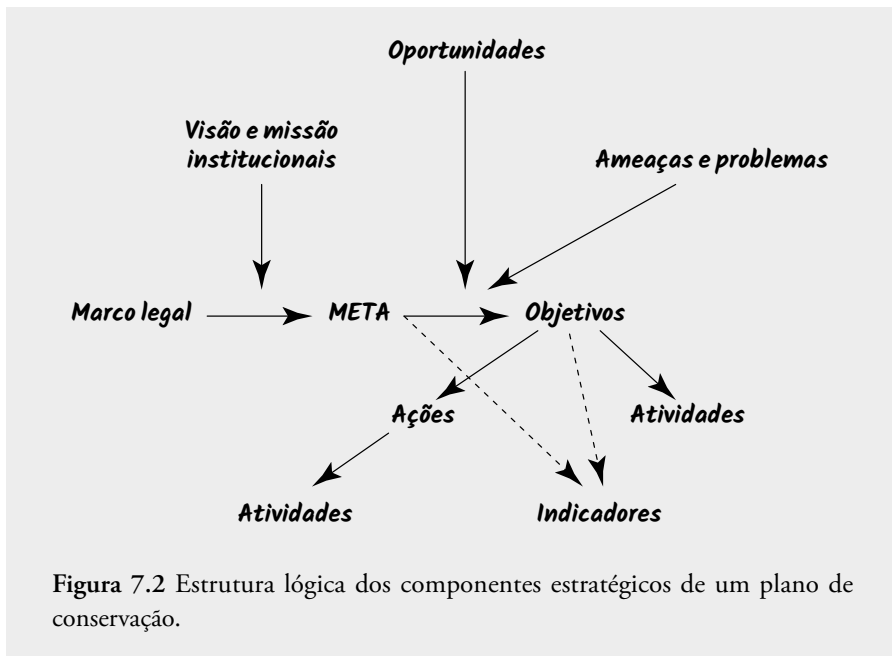 Oportunidades
Visão e missão
institucionais
Ameaças e problemas
Marco legal
META
Objetivos
Ações
Atividades
Atividades
Indicadores
Figura 7.2 Estrutura lógica dos componentes estratégicos de um plano de
conservação.